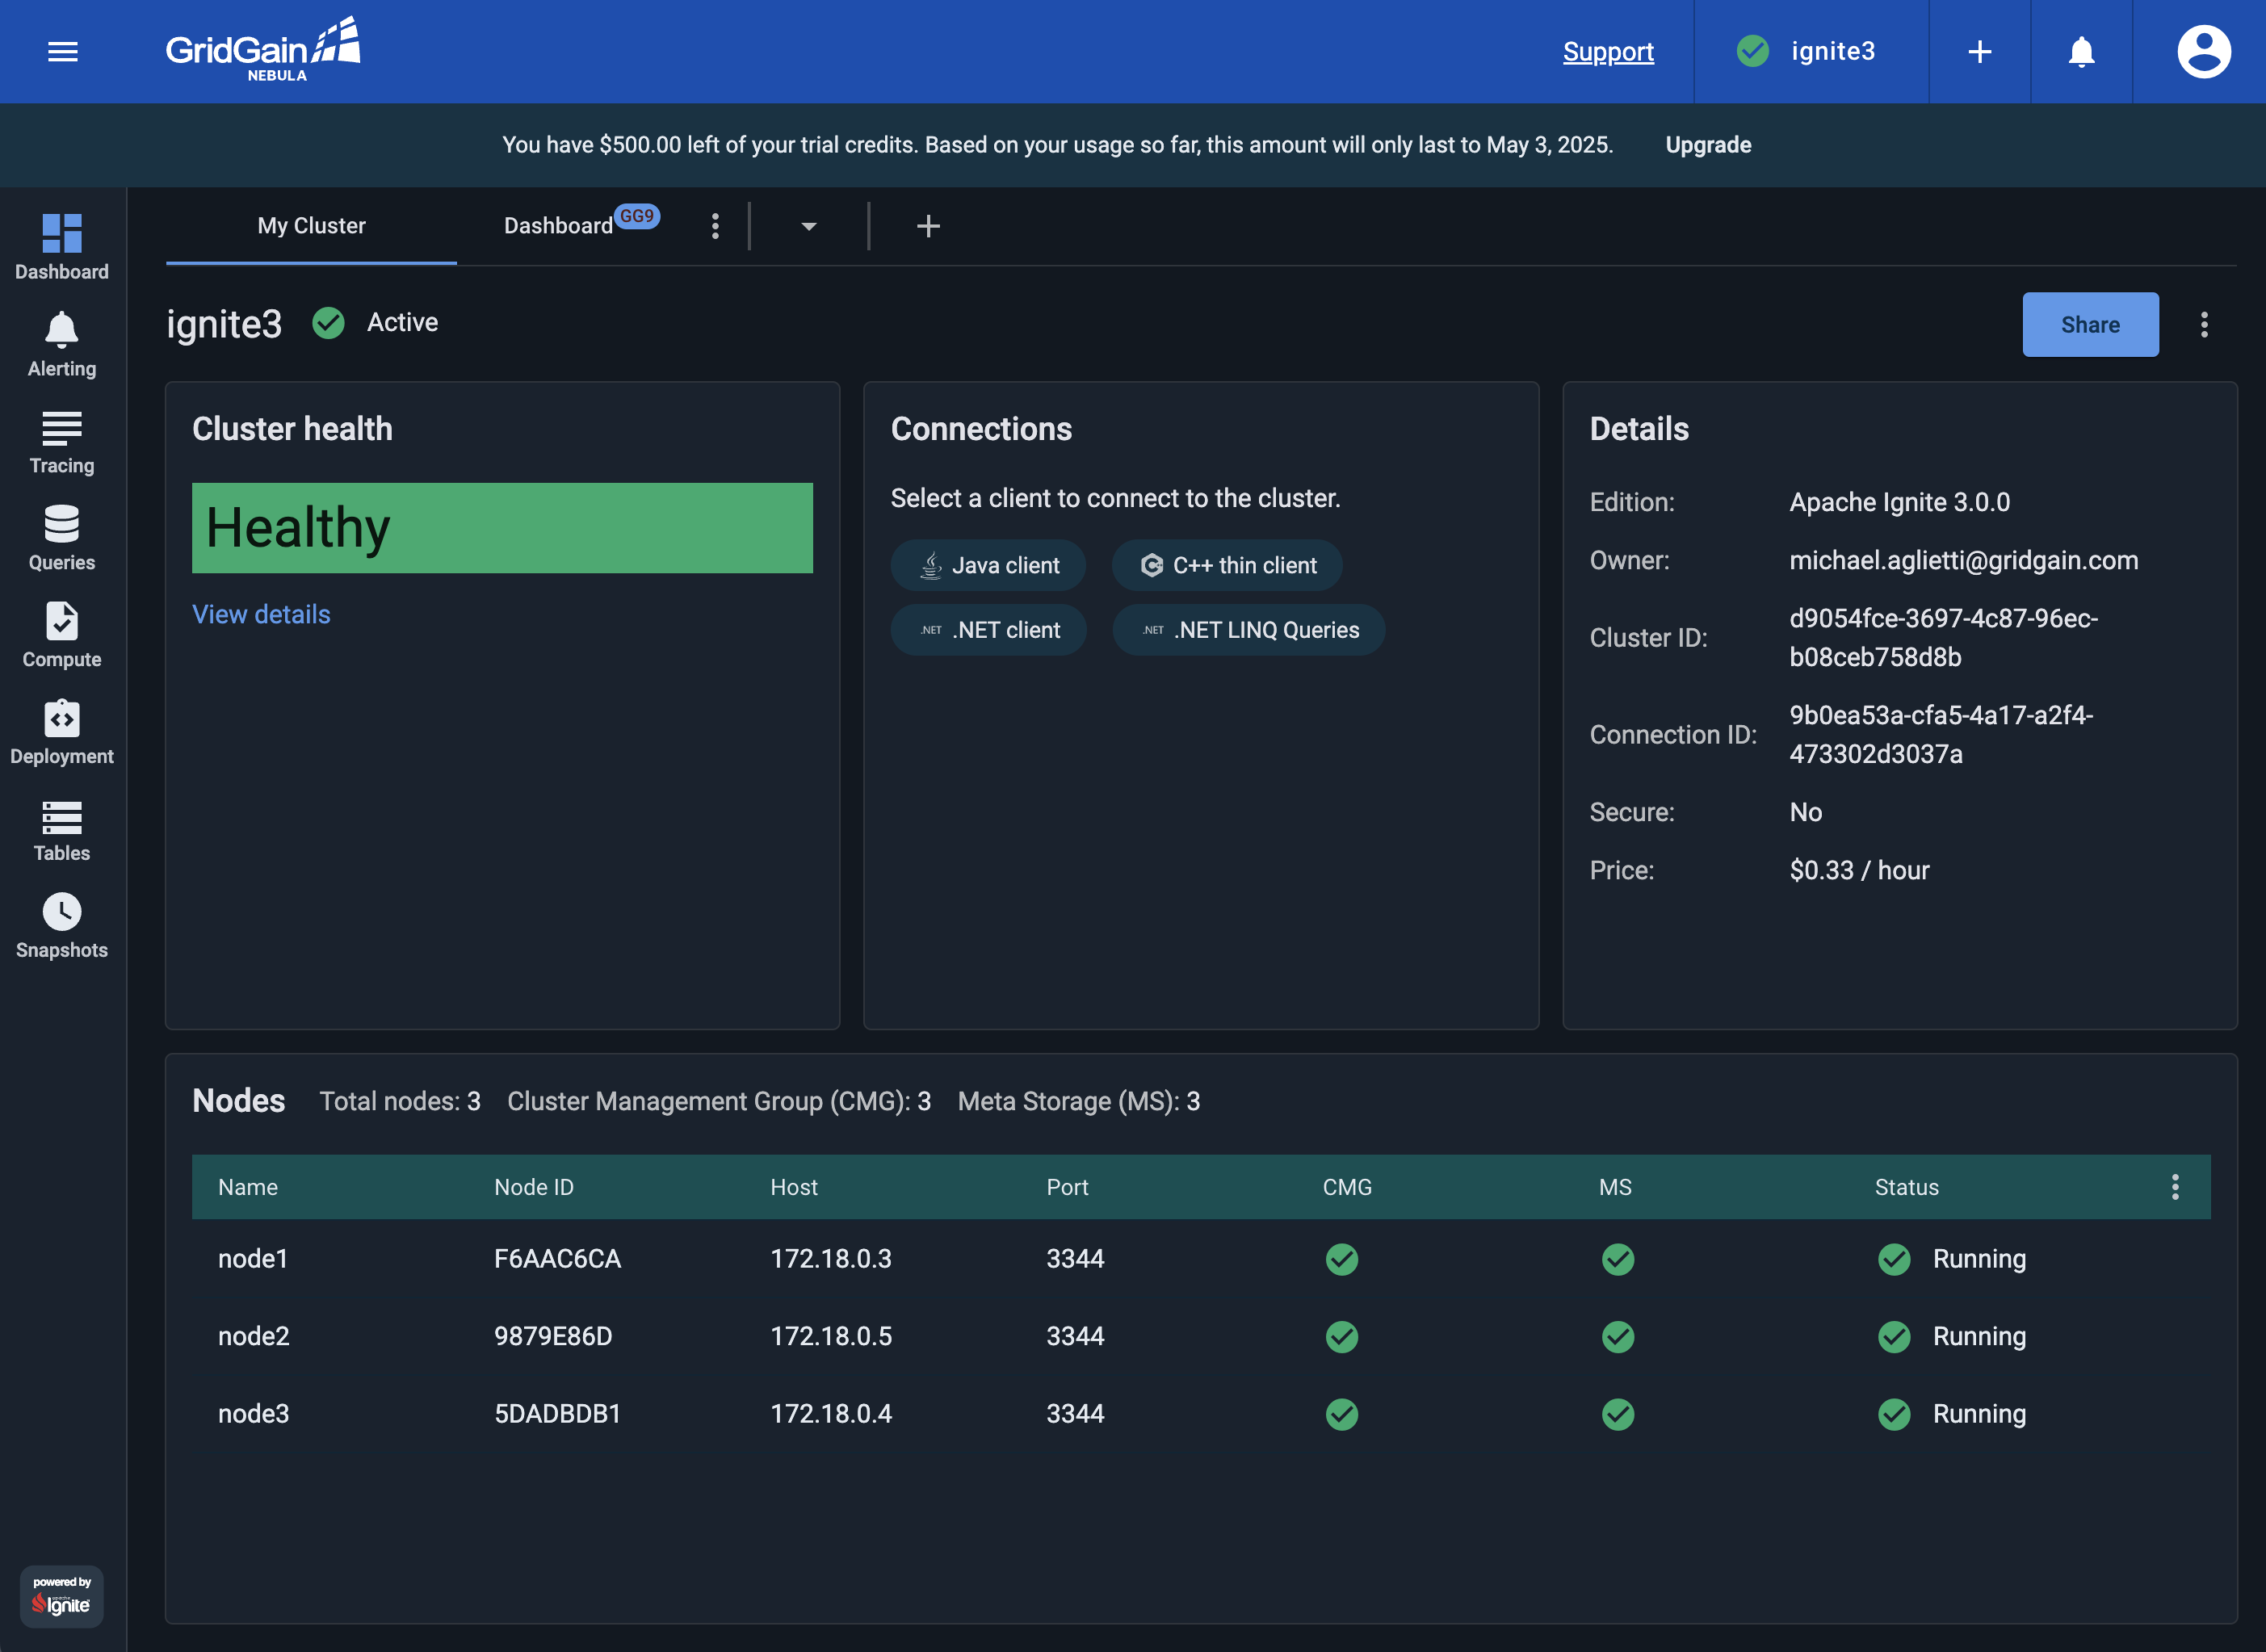 GridGain
NEBULA
Support
ignite3
You have $500.00 left of your trial credits. Based on your usage so far, this amount will only last to May 3, 2025. Upgrade
Dashboard
Alerting
Tracing
Queries
Compute
Deployment
Tables
Snapshots
powered by
Ignite
My Cluster
Dashboard GG9
ignite3 Active
Share
Cluster health
Healthy
View details
Connections
Select a client to connect to the cluster.
Java client
C++ thin client
.NET .NET client
.NET .NET LINQ Queries
Details
Edition: Apache Ignite 3.0.0
Owner: michael.aglietti@gridgain.com
Cluster ID: d9054fce-3697-4c87-96ec-
b08ceb758d8b
Connection ID: 9b0ea53a-cfa5-4a17-a2f4-
473302d3037a
Secure: No
Price: $0.33 / hour
Nodes Total nodes: 3 Cluster Management Group (CMG): 3 Meta Storage (MS): 3
Name Node ID Host Port CMG MS Status
node1 F6AAC6CA 172.18.0.3 3344 Running
node2 9879E86D 172.18.0.5 3344 Running
node3 5DADBDB1 172.18.0.4 3344 Running